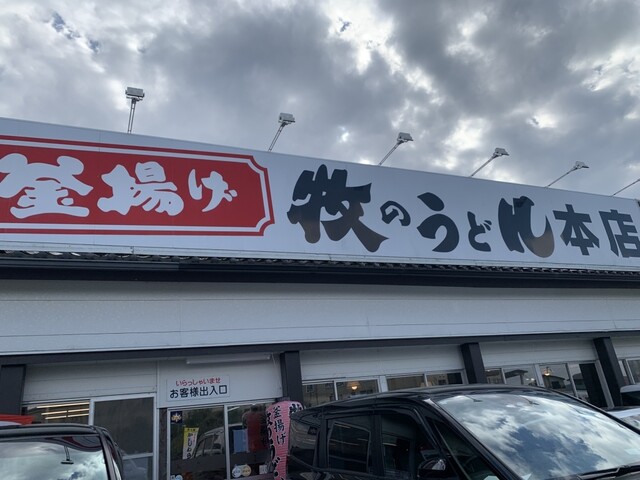 釜揚げ 牧のうどん本店
いらっしゃいませ
お客様出入口
釜揚げ